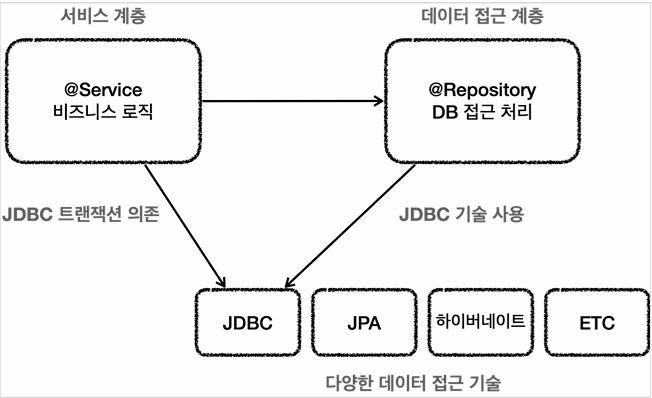 서비스 계층
데이터 접근 계층
@Service
비즈니스 로직
@Repository
DB 접근 처리
JDBC 트랜잭션 의존
JDBC 기술 사용
JDBC
JPA
하이버네이트
ETC
다양한 데이터 접근 기술